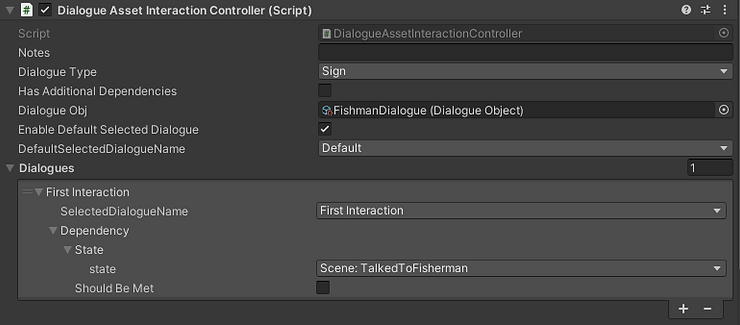 Dialogue Asset Interaction Controller (Script)
Script DialogueAssetInteractionController
Notes
Dialogue Type Sign
Has Additional Dependencies
Dialogue Obj FishmanDialogue (Dialogue Object)
Enable Default Selected Dialogue
DefaultSelectedDialogueName Default
Dialogues 1
First Interaction
SelectedDialogueName First Interaction
Dependency
State
state Scene: TalkedToFisherman
Should Be Met